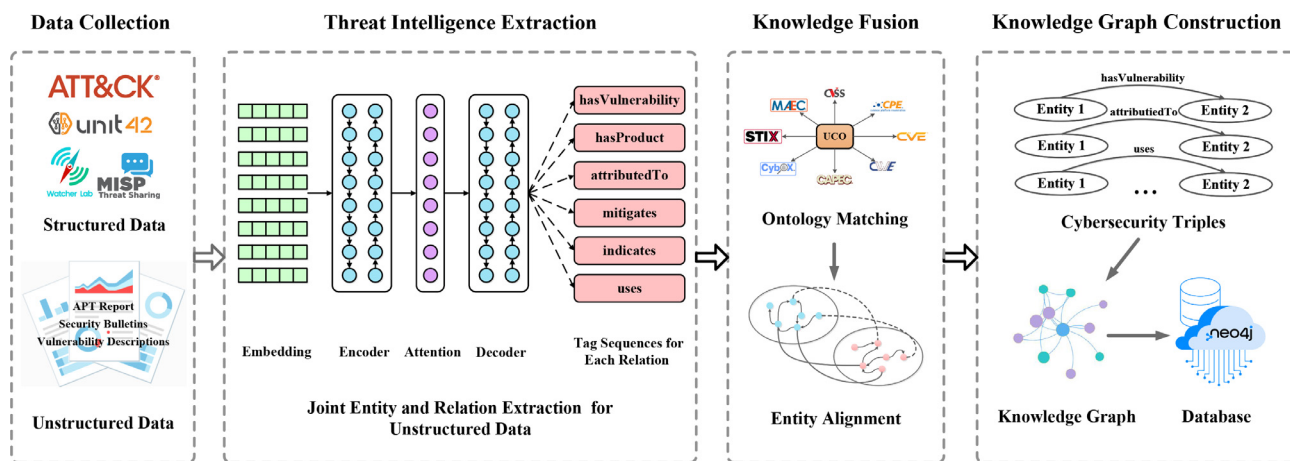 Data Collection
Threat Intelligence Extraction
Knowledge Fusion
Knowledge Graph Construction
ATT&CK®
unit42
Watcher Lab
MISP
Threat Sharing
Structured Data
APT Report
Security Bulletins
Vulnerability Descriptions
Unstructured Data
hasVulnerability
hasProduct
attributedTo
mitigates
indicates
uses
Embedding
Encoder
Attention
Decoder
Tag Sequences for
Each Relation
Joint Entity and Relation Extraction for
Unstructured Data
CVSS
MAEC
CPE
STIX
UCO
CVE
CybOX
CWE
CAPEC
Ontology Matching
Entity Alignment
hasVulnerability
Entity 1
Entity 2
attributiedTo
Entity 1
Entity 2
uses
Entity 1
...
Entity 2
Cybersecurity Triples
neo4j
Knowledge Graph
Database